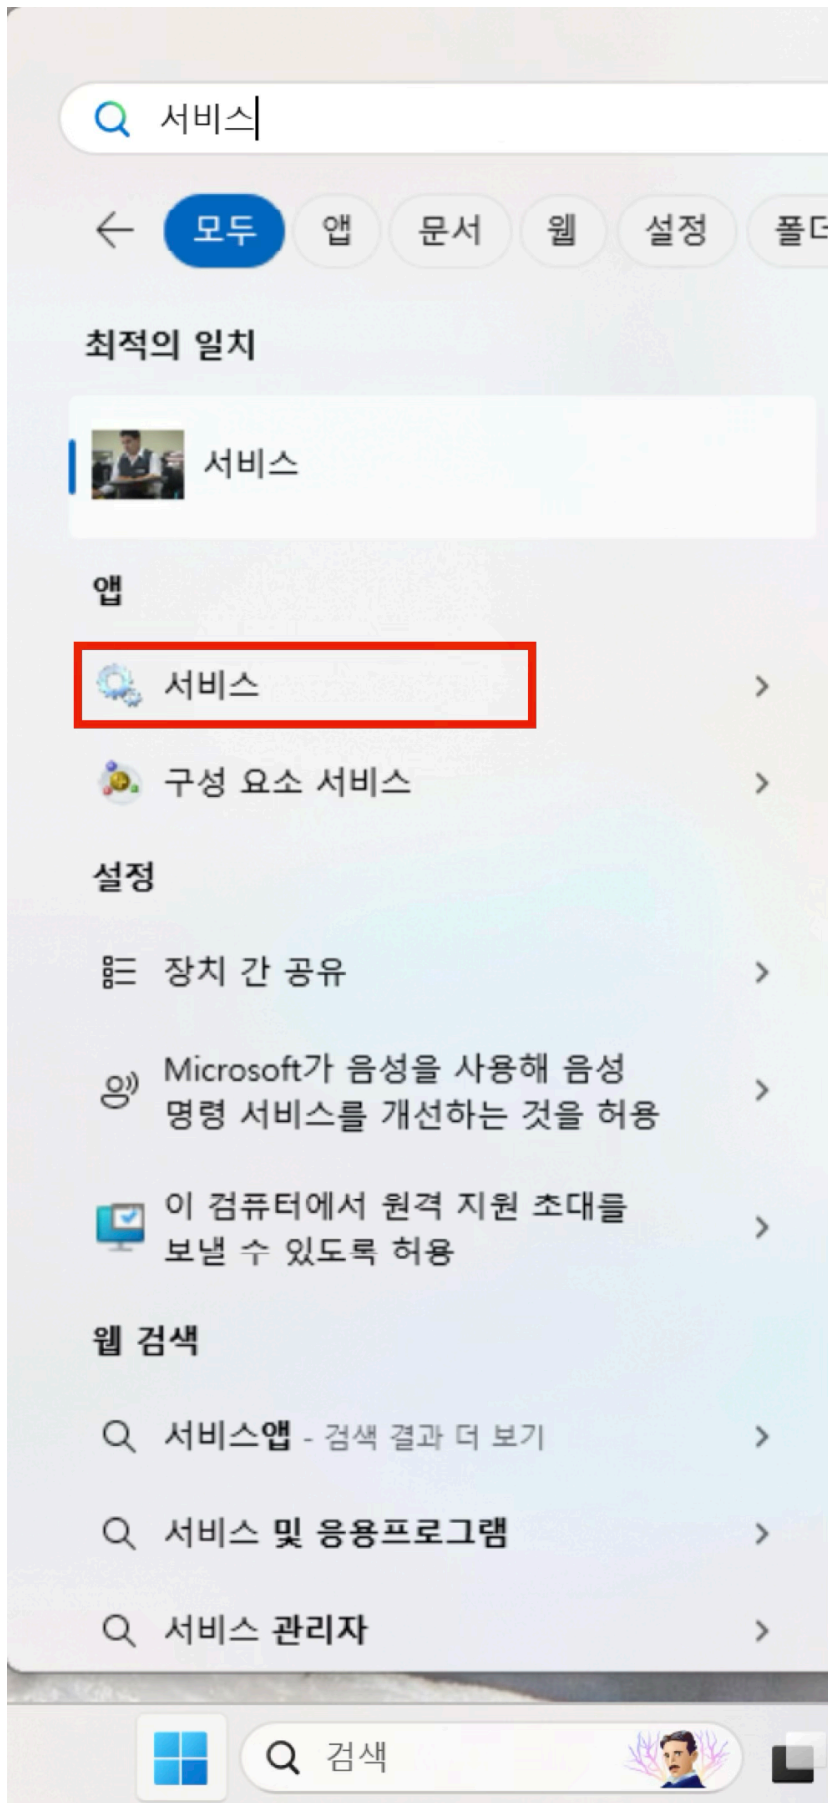 서비스
모두 앱 문서 웹 설정
최적의 일치
서비스
앱
서비스
구성 요소 서비스
설정
장치 간 공유
Microsoft가 음성을 사용해 음성
명령 서비스를 개선하는 것을 허용
이 컴퓨터에서 원격 지원 초대를
보낼 수 있도록 허용
웹 검색
서비스앱 - 검색 결과 더 보기
서비스 및 응용프로그램
서비스 관리자
검색